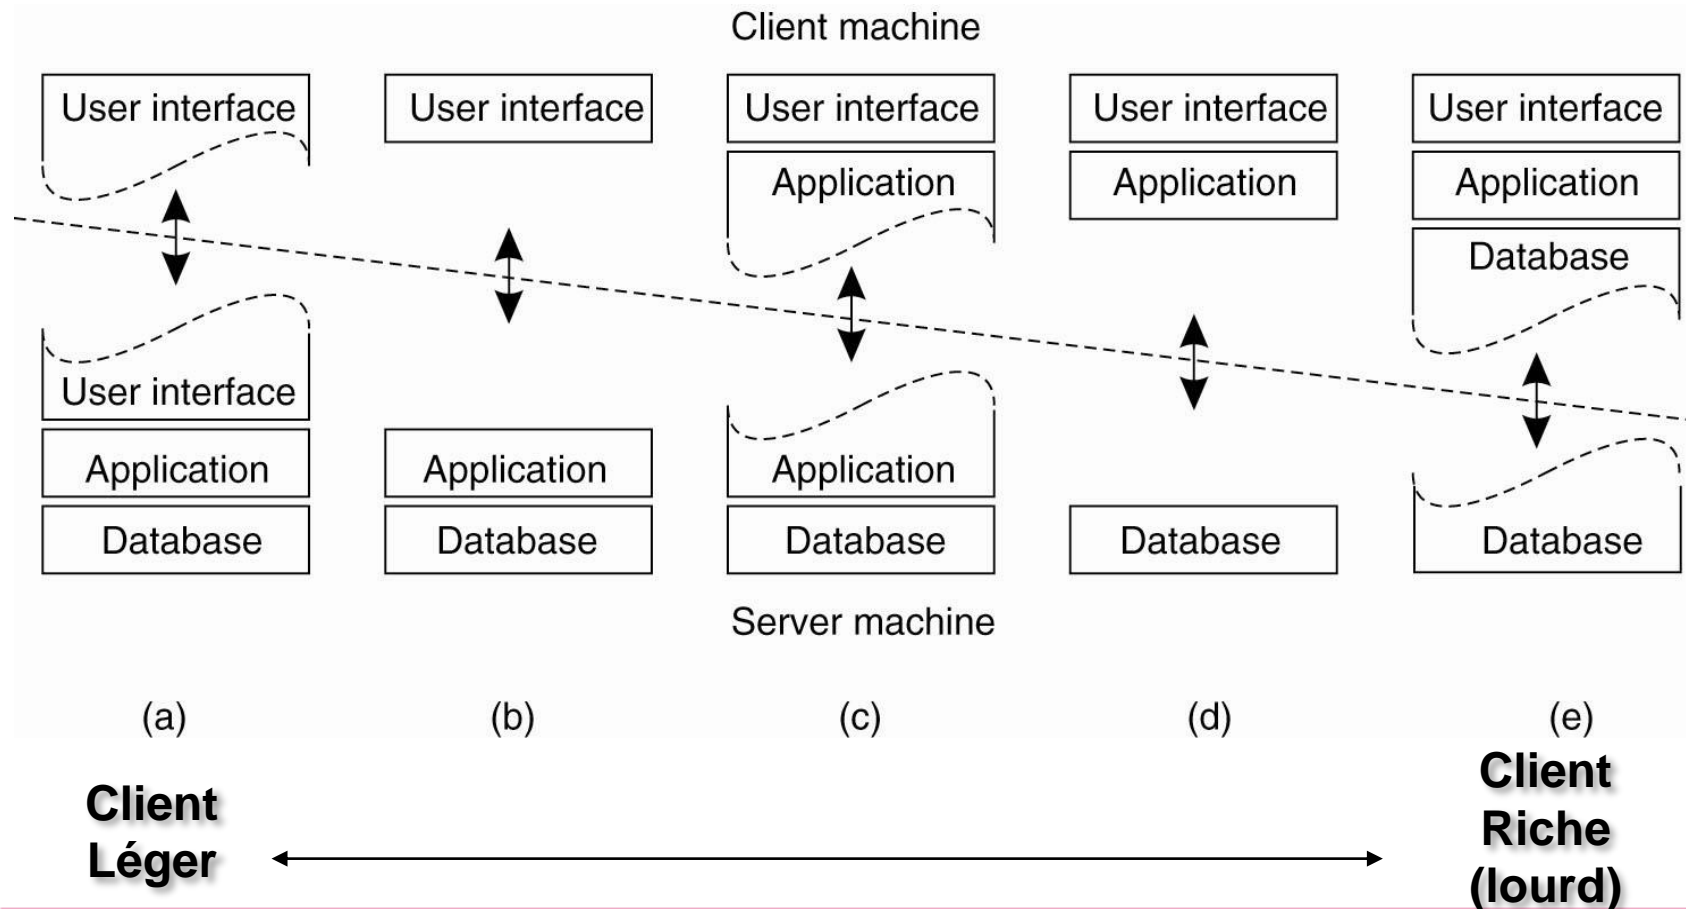 Client machine
User interface User interface User interface User interface User interface
Application Application Application
Database
User interface
Application Application Application
Database Database Database Database Database
Server machine
(a) (b) (c) (d) (e)
Client
Léger
Client
Riche
(lourd)